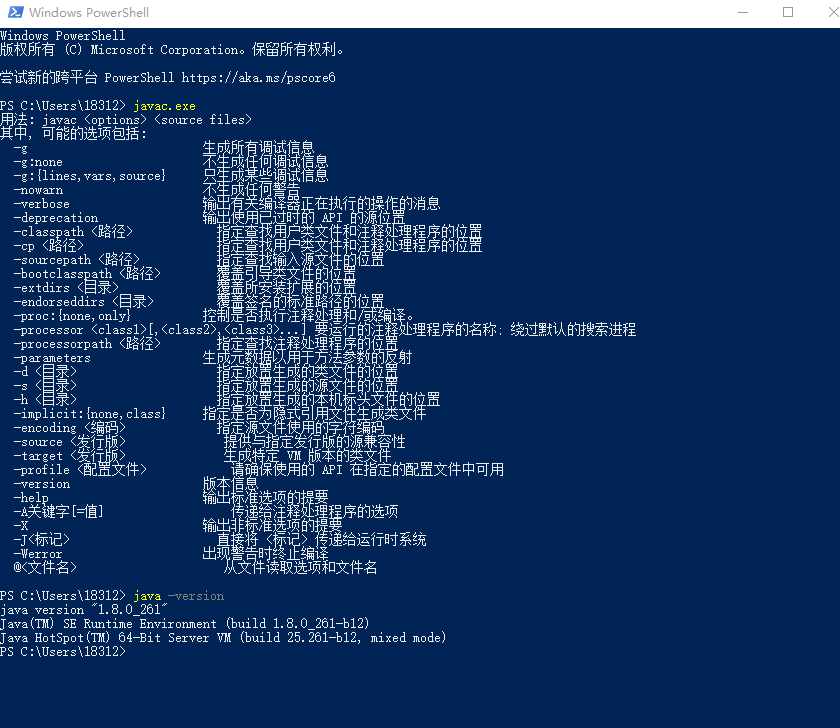 Windows PowerShell
Windows PowerShell
版权所有 (C) Microsoft Corporation。保留所有权利。
尝试新的跨平台 PowerShell https://aka.ms/pscore6
PS C:\Users\18312> javac.exe
用法: javac <options> <source files>
其中, 可能的选项包括:
-g 生成所有调试信息
-g:none 不生成任何调试信息
-g:{lines,vars,source} 只生成某些调试信息
-nowarn 不生成任何警告
-verbose 输出有关编译器正在执行的操作的消息
-deprecation 输出使用已过时的 API 的源位置
-classpath <路径> 指定查找用户类文件和注释处理程序的位置
-cp <路径> 指定查找用户类文件和注释处理程序的位置
-sourcepath <路径> 指定查找输入源文件的位置
-bootclasspath <路径> 覆盖引导类文件的位置
-extdirs <目录> 覆盖所安装扩展的位置
-endorseddirs <目录> 覆盖签名的标准路径的位置
-proc:{none,only} 控制是否执行注释处理和/或编译。
-processor <class1>[,<class2>,<class3>...] 要运行的注释处理程序的名称; 绕过默认的搜索进程
-processorpath <路径> 指定查找注释处理程序的位置
-parameters 生成元数据以用于方法参数的反射
-d <目录> 指定放置生成的类文件的位置
-s <目录> 指定放置生成的源文件的位置
-h <目录> 指定放置生成的本机标头文件的位置
-implicit:{none,class} 指定是否为隐式引用文件生成类文件
-encoding <编码> 指定源文件使用的字符编码
-source <发行版> 提供与指定发行版的源兼容性
-target <发行版> 生成特定 VM 版本的类文件
-profile <配置文件> 请确保使用的 API 在指定的配置文件中可用
-version 版本信息
-help 输出标准选项的提要
-A关键字[=值] 传递给注释处理程序的选项
-X 输出非标准选项的提要
-J<标记> 直接将 <标记> 传递给运行时系统
-Werror 出现警告时终止编译
@<文件名> 从文件读取选项和文件名
PS C:\Users\18312> java -version
java version "1.8.0_261"
Java(TM) SE Runtime Environment (build 1.8.0_261-b12)
Java HotSpot(TM) 64-Bit Server VM (build 25.261-b12, mixed mode)
PS C:\Users\18312>